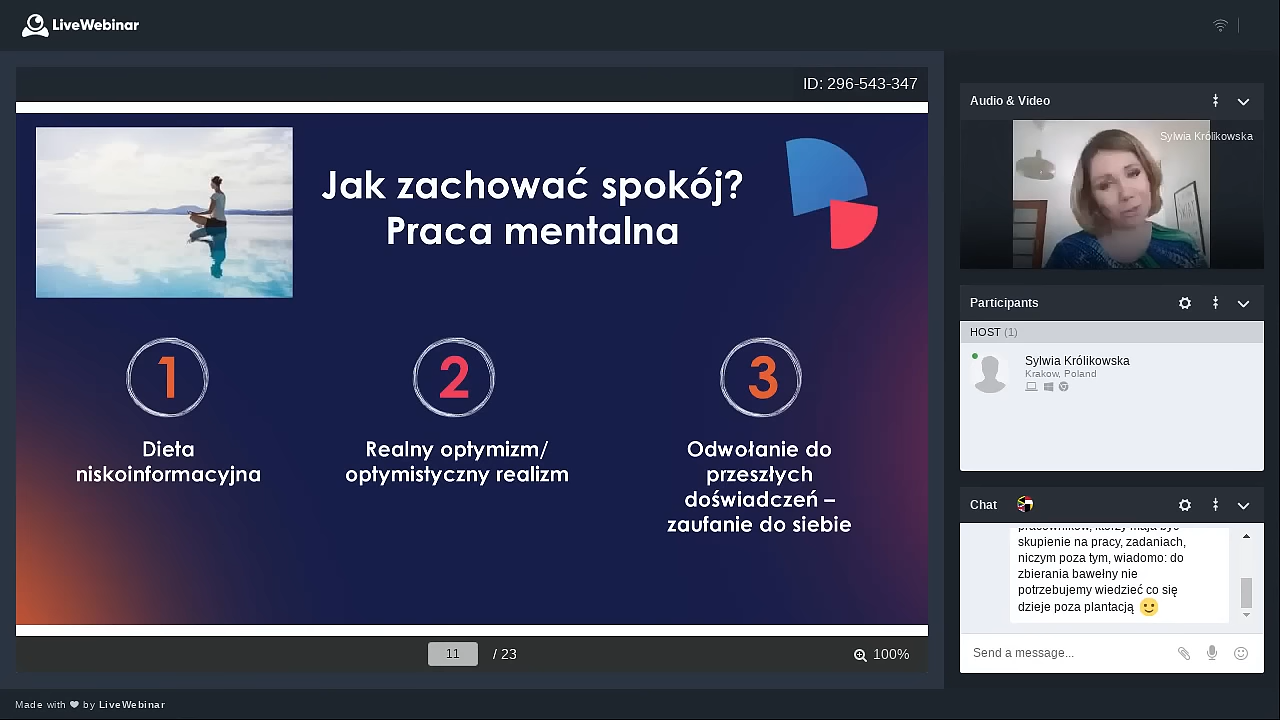 LiveWebinar
ID: 296-543-347
Jak zachować spokój?
Praca mentalna
1
2
3
Dieta
niskoinformacyjna
Realny optymizm/
optymistyczny realizm
Odwołanie do
przeszłych
doświadczeń –
zaufanie do siebie
11 / 23
100%
Audio & Video
Sylwia Królikowska
Participants
HOST (1)
Sylwia Królikowska
Krakow, Poland
Chat
skupienie na pracy, zadaniach,
niczym poza tym, wiadomo: do
zbierania bawełny nie
potrzebujemy wiedzieć co się
dzieje poza plantacją
Send a message...
Made with by LiveWebinar